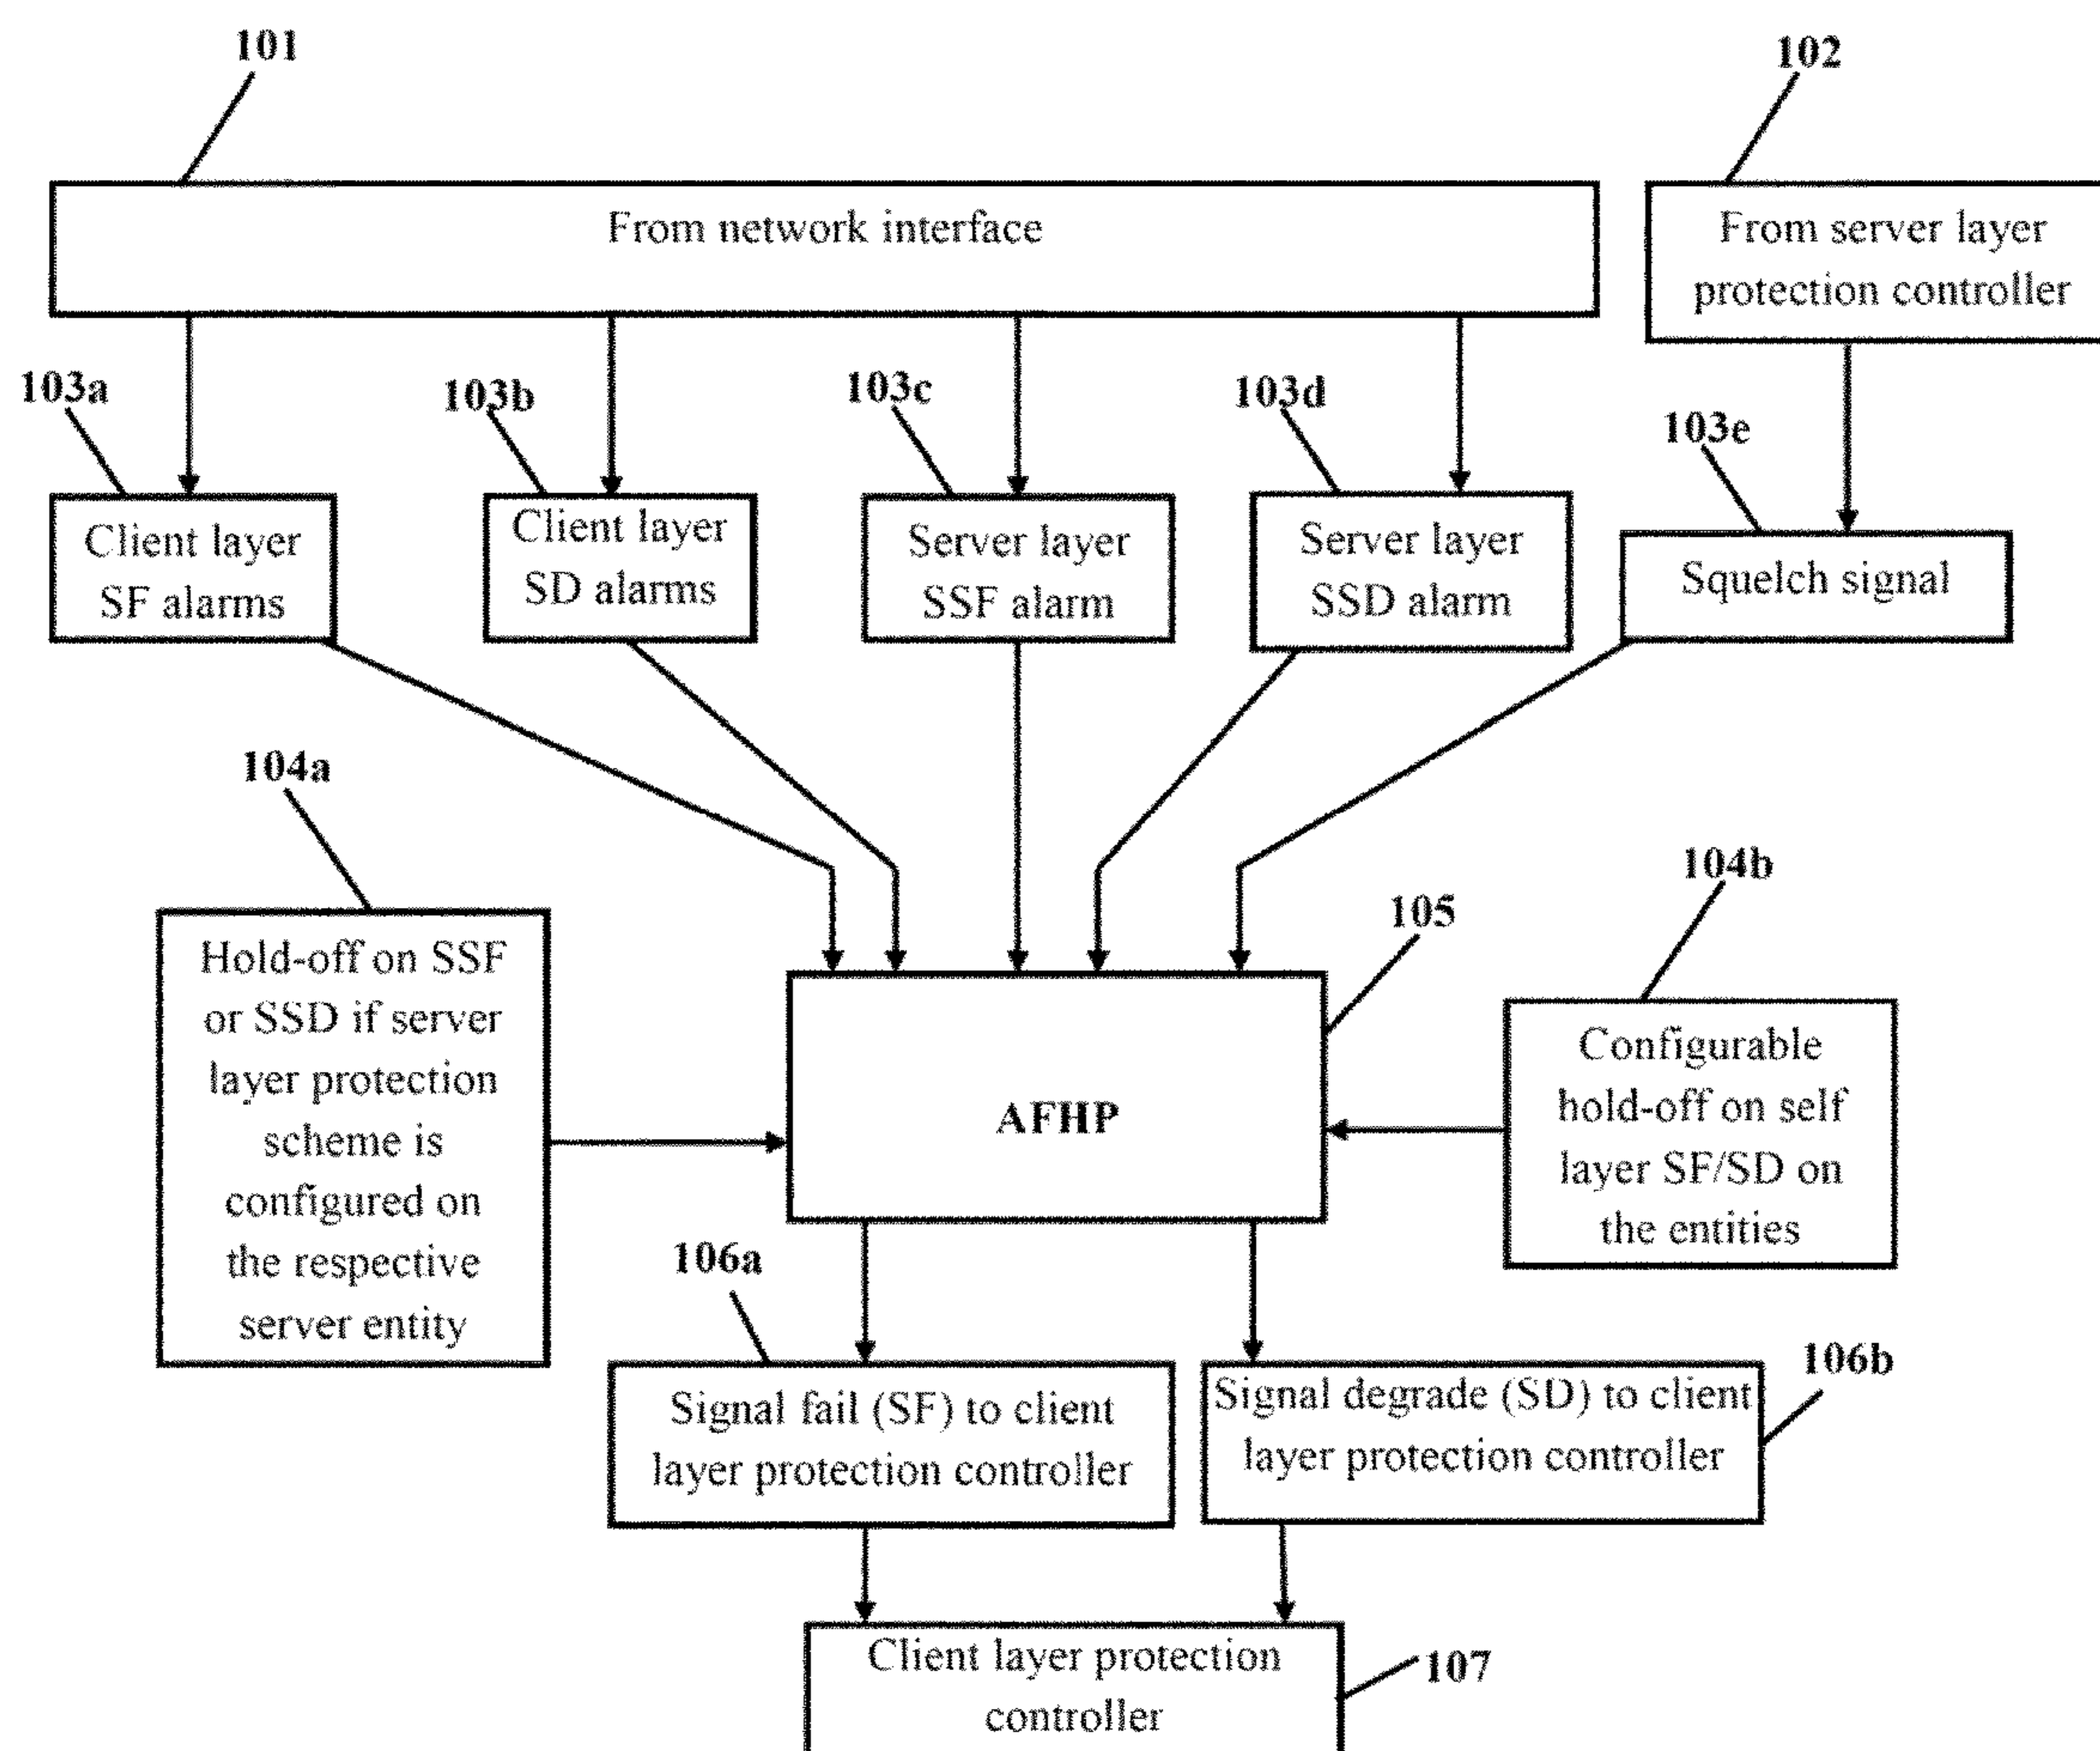 101
102
From network interface
From server layer
protection controller
103a
103b
103c
103d
103e
Client layer
SF alarms
Client layer
SD alarms
Server layer
SSF alarm
Server layer
SSD alarm
Squelch signal
104a
104b
105
Hold-off on SSF
or SSD if server
layer protection
scheme is
configured on
the respective
server entity
AFHP
Configurable
hold-off on self
layer SF/SD on
the entities
106a
106b
Signal fail (SF) to client
layer protection controller
Signal degrade (SD) to client
layer protection controller
Client layer protection
controller
107